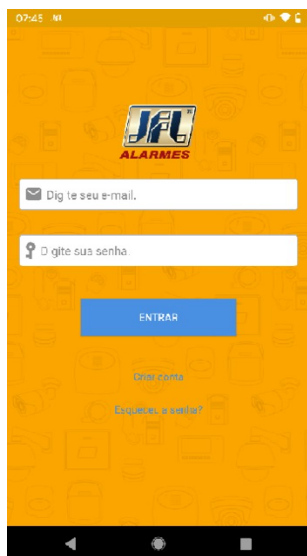 07:45
JFL
ALARMES
Digite seu e-mail.
Digite sua senha
ENTRAR
Criar conta
Esqueceu a senha?